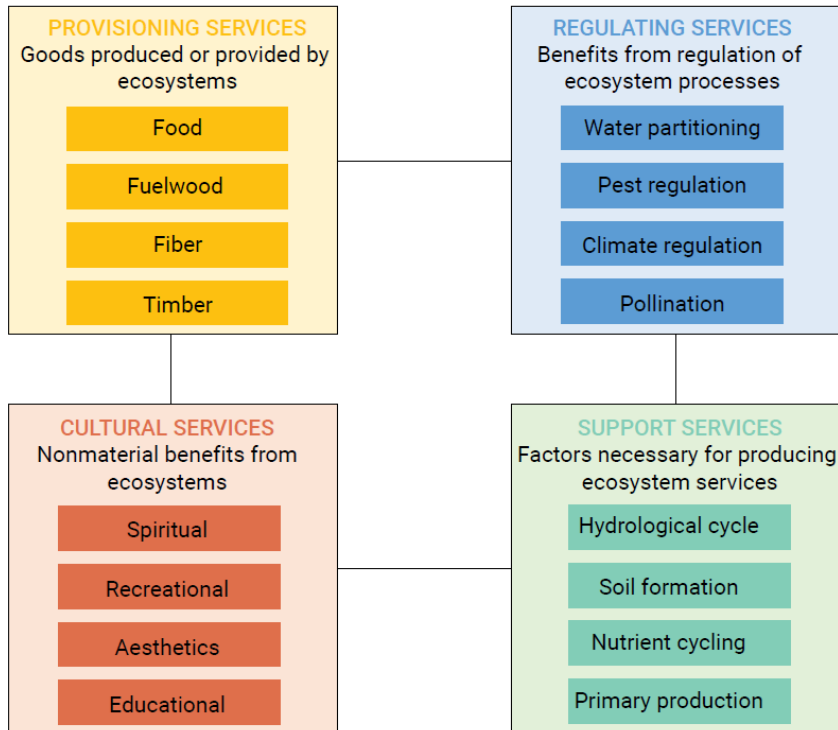 PROVISIONING SERVICES
Goods produced or provided by
ecosystems
Food
Fuelwood
Fiber
Timber
REGULATING SERVICES
Benefits from regulation of
ecosystem processes
Water partitioning
Pest regulation
Climate regulation
Pollination
CULTURAL SERVICES
Nonmaterial benefits from
ecosystems
Spiritual
Recreational
Aesthetics
Educational
SUPPORT SERVICES
Factors necessary for producing
ecosystem services
Hydrological cycle
Soil formation
Nutrient cycling
Primary production